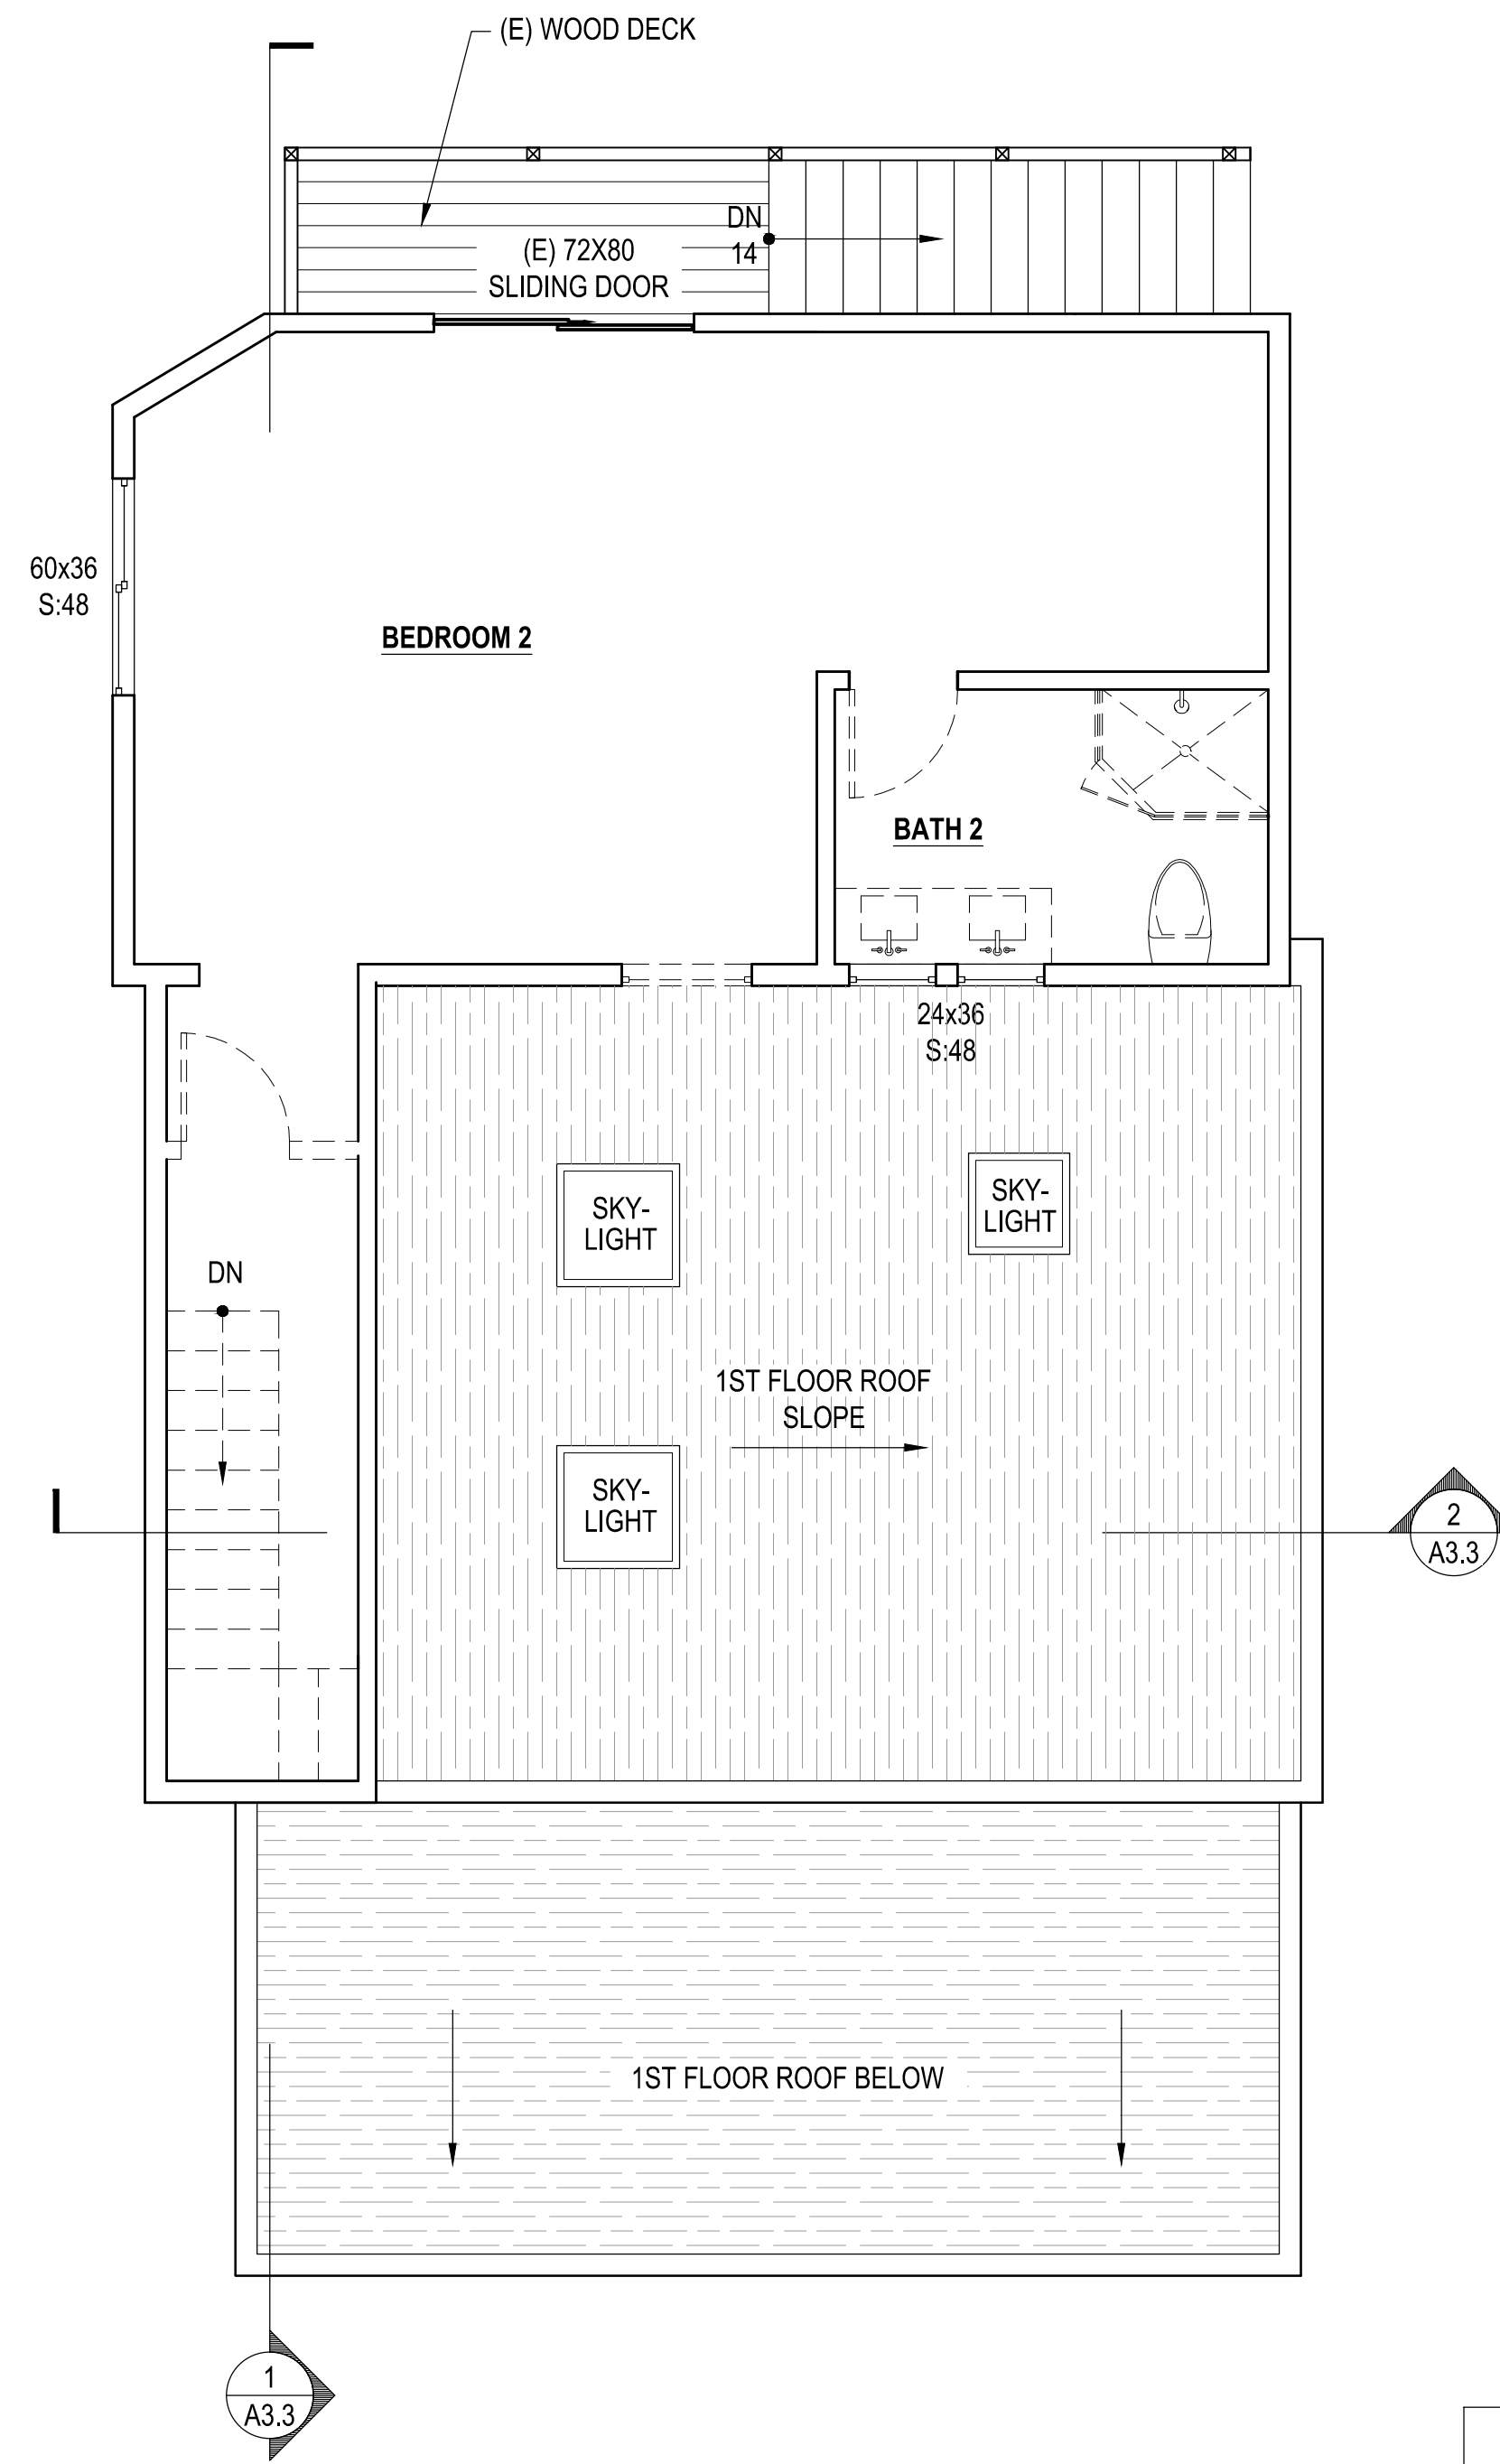 (E) WOOD DECK
DN
14
(E) 72X80
SLIDING DOOR
60x36
S:48
BEDROOM 2
BATH 2
24x36
S:48
SKY-
LIGHT
SKY-
LIGHT
DN
1ST FLOOR ROOF
SLOPE
SKY-
LIGHT
2
A3.3
1ST FLOOR ROOF BELOW
1
A3.3